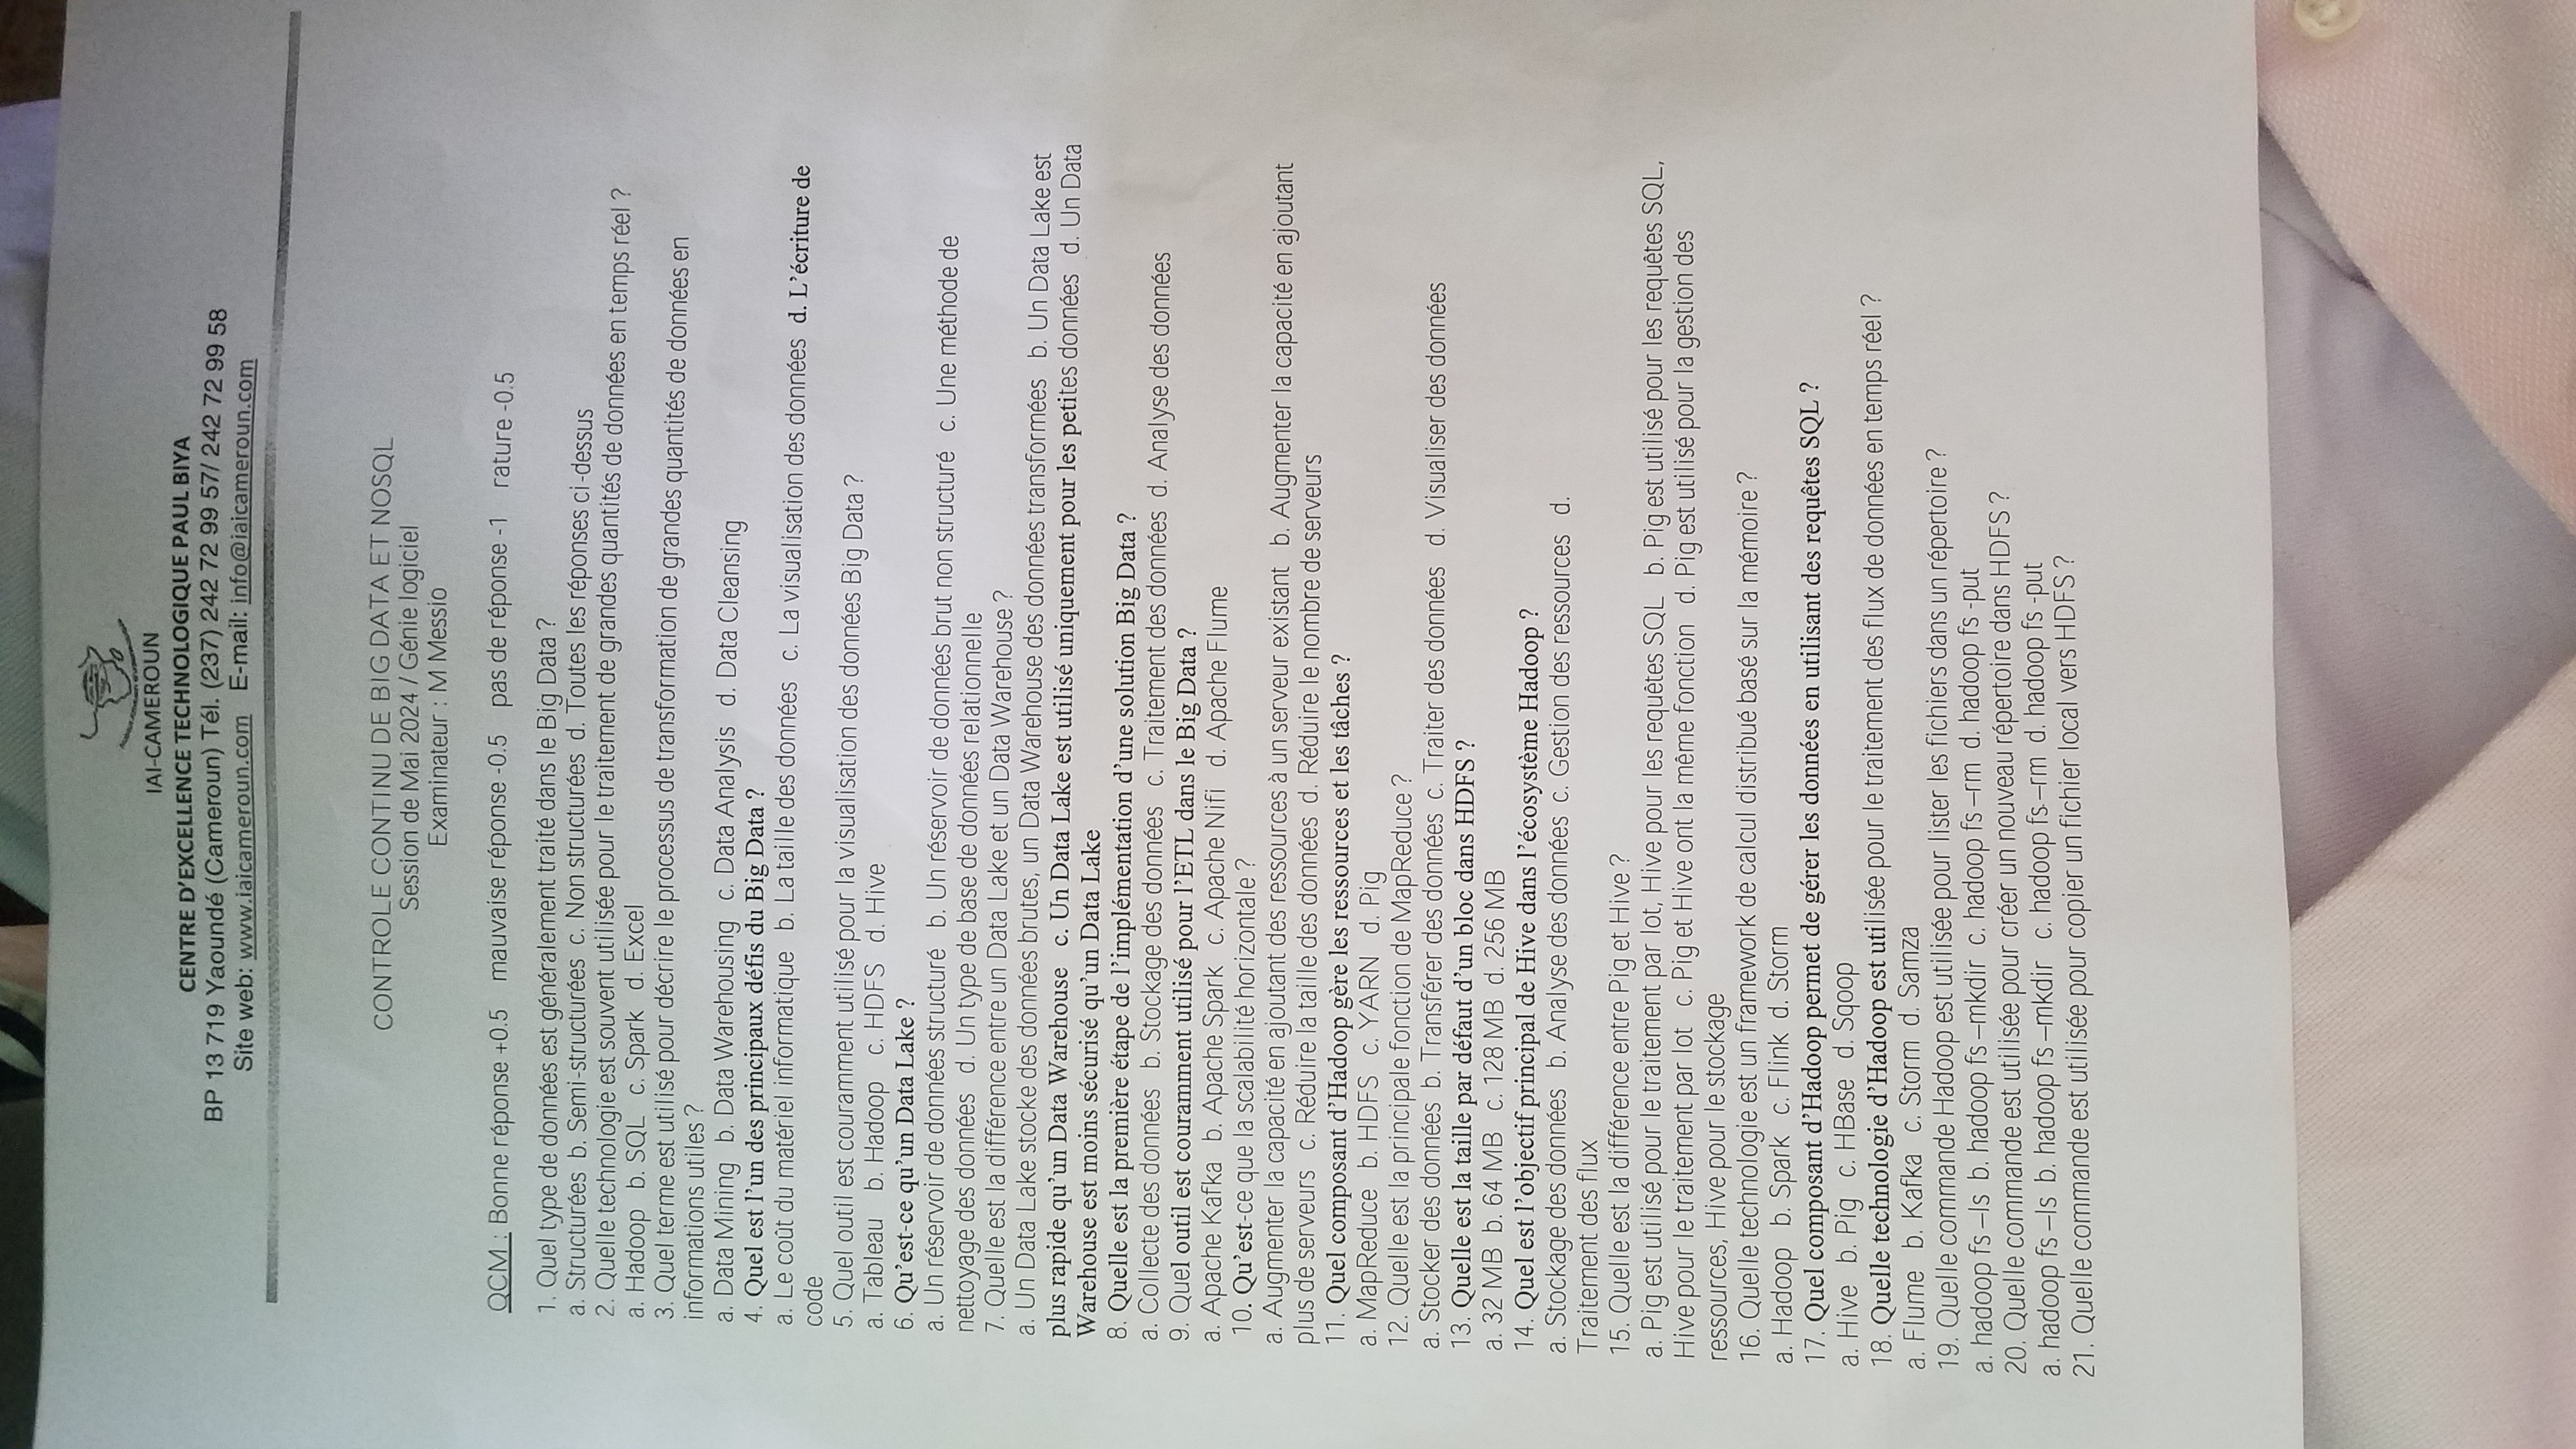 IAI-CAMEROUN
CENTRE D'EXCELLENCE TECHNOLOGIQUE PAUL BIYA
BP 13 719 Yaoundé (Cameroun) Tél. (237) 242 72 99 57/ 242 72 99 58
Site web: www.iaicameroun.com E-mail: info@iaicameroun.com
CONTROLE CONTINU DE BIG DATA ET NOSQL
Session de Mai 2024 / Génie logiciel
Examinateur : M Messio
QCM : Bonne réponse +0.5 mauvaise réponse -0.5 pas de réponse -1 rature -0.5
1. Quel type de données est généralement traité dans le Big Data ?
a. Structurées b. Semi-structurées c. Non structurées d. Toutes les réponses ci-dessus
2. Quelle technologie est souvent utilisée pour le traitement de grandes quantités de données en temps réel ?
a. Hadoop b. SQL c. Spark d. Excel
3. Quel terme est utilisé pour décrire le processus de transformation de grandes quantités de données en
informations utiles ?
a. Data Mining b. Data Warehousing c. Data Analysis d. Data Cleansing
4. Quel est l'un des principaux défis du Big Data ?
a. Le coût du matériel informatique b. La taille des données c. La visualisation des données d. L'écriture de
code
5. Quel outil est couramment utilisé pour la visualisation des données Big Data ?
a. Tableau b. Hadoop c. HDFS d. Hive
6. Qu'est-ce qu'un Data Lake ?
a. Un réservoir de données structuré b. Un réservoir de données brut non structuré c. Une méthode de
nettoyage des données d. Un type de base de données relationnelle
7. Quelle est la différence entre un Data Lake et un Data Warehouse ?
a. Un Data Lake stocke des données brutes, un Data Warehouse des données transformées b. Un Data Lake est
plus rapide qu'un Data Warehouse c. Un Data Lake est utilisé uniquement pour les petites données d. Un Data
Warehouse est moins sécurisé qu'un Data Lake
8. Quelle est la première étape de l'implémentation d'une solution Big Data ?
a. Collecte des données b. Stockage des données c. Traitement des données d. Analyse des données
9. Quel outil est couramment utilisé pour l'ETL dans le Big Data ?
a. Apache Kafka b. Apache Spark c. Apache Nifi d. Apache Flume
10. Qu'est-ce que la scalabilité horizontale ?
a. Augmenter la capacité en ajoutant des ressources à un serveur existant b. Augmenter la capacité en ajoutant
plus de serveurs c. Réduire la taille des données d. Réduire le nombre de serveurs
11. Quel composant d'Hadoop gère les ressources et les tâches ?
a. MapReduce b. HDFS c. YARN d. Pig
12. Quelle est la principale fonction de MapReduce ?
a. Stocker des données b. Transférer des données c. Traiter des données d. Visualiser des données
13. Quelle est la taille par défaut d'un bloc dans HDFS ?
a. 32 MB b. 64 MB c. 128 MB d. 256 MB
14. Quel est l'objectif principal de Hive dans l'écosystème Hadoop ?
a. Stockage des données b. Analyse des données c. Gestion des ressources d.
Traitement des flux
15. Quelle est la différence entre Pig et Hive ?
a. Pig est utilisé pour le traitement par lot, Hive pour les requêtes SQL b. Pig est utilisé pour les requêtes SQL,
Hive pour le traitement par lot c. Pig et Hive ont la même fonction d. Pig est utilisé pour la gestion des
ressources, Hive pour le stockage
16. Quelle technologie est un framework de calcul distribué basé sur la mémoire ?
a. Hadoop b. Spark c. Flink d. Storm
17. Quel composant d'Hadoop permet de gérer les données en utilisant des requêtes SQL ?
a. Hive b. Pig c. HBase d. Sqoop
18. Quelle technologie d'Hadoop est utilisée pour le traitement des flux de données en temps réel ?
a. Flume b. Kafka c. Storm d. Samza
19. Quelle commande Hadoop est utilisée pour lister les fichiers dans un répertoire ?
a. hadoop fs –ls b. hadoop fs –mkdir c. hadoop fs –rm d. hadoop fs -put
20. Quelle commande est utilisée pour créer un nouveau répertoire dans HDFS ?
a. hadoop fs –ls b. hadoop fs –mkdir c. hadoop fs –rm d. hadoop fs -put
21. Quelle commande est utilisée pour copier un fichier local vers HDFS ?